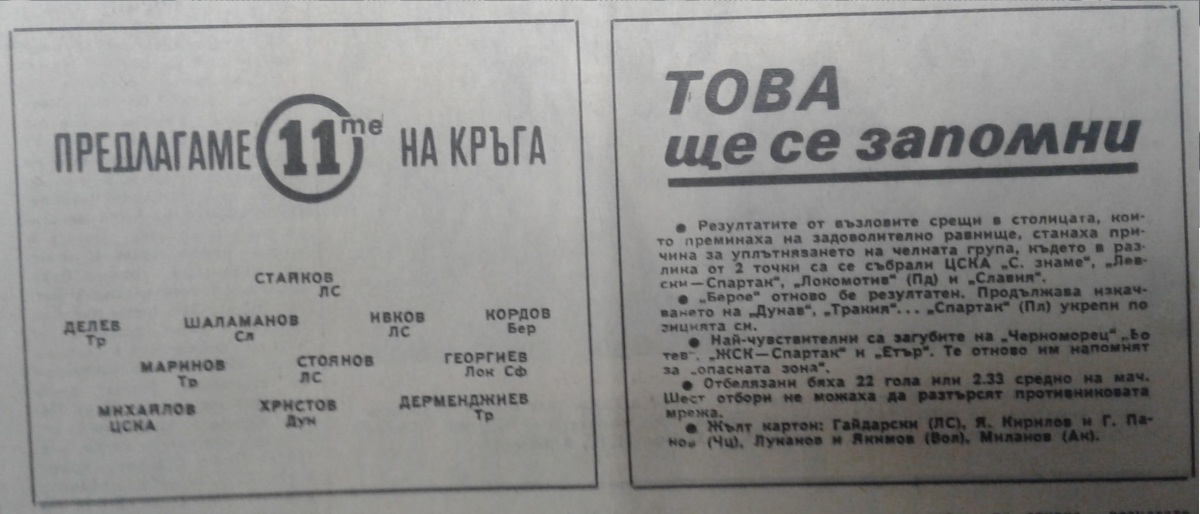 ПРЕДЛАГАМЕ 11те НА КРЪГА
СТАЙКОВ
ЛС
ДЕЛЕВ ШАЛАМАНОВ ИВКОВ КОРДОВ
Тр Сл ЛС Бер
МАРИНОВ СТОЯНОВ ГЕОРГИЕВ
Тр ЛС Лок Сф
МИХАЙЛОВ ХРИСТОВ ДЕРМЕНДЖИЕВ
ЦСКА Дун Тр
ТОВА
ще се запомни
● Резултатите от възловите срещи в столицата, кои-
то преминаха на задоволително равнище, станаха при-
чина за уплътняването на челната група, където в раз-
лика от 2 точки са се събрали ЦСКА „С. знаме", „Лев-
ски—Спартак", „Локомотив" (Пд) и „Славия".
● „Берое" отново бе резултатен. Продължава изкач-
ването на „Дунав", „Тракия"... „Спартак" (Пл) укрепи по
зицията си.
● Най-чувствителни са загубите на „Черноморец" „Бо
тев", „ЖСК—Спартак" и „Етър". Те отново им напомнят
за „опасната зона".
● Отбелязани бяха 22 гола или 2.33 средно на мач.
Шест отбори не можаха да разтърсят противниковата
мрежа.
● Жълт картон: Гайдарски (ЛС), Я. Кирилов и Г. Па-
нов (Чц), Луканов и Якимов (Вол), Миланов (Ак).